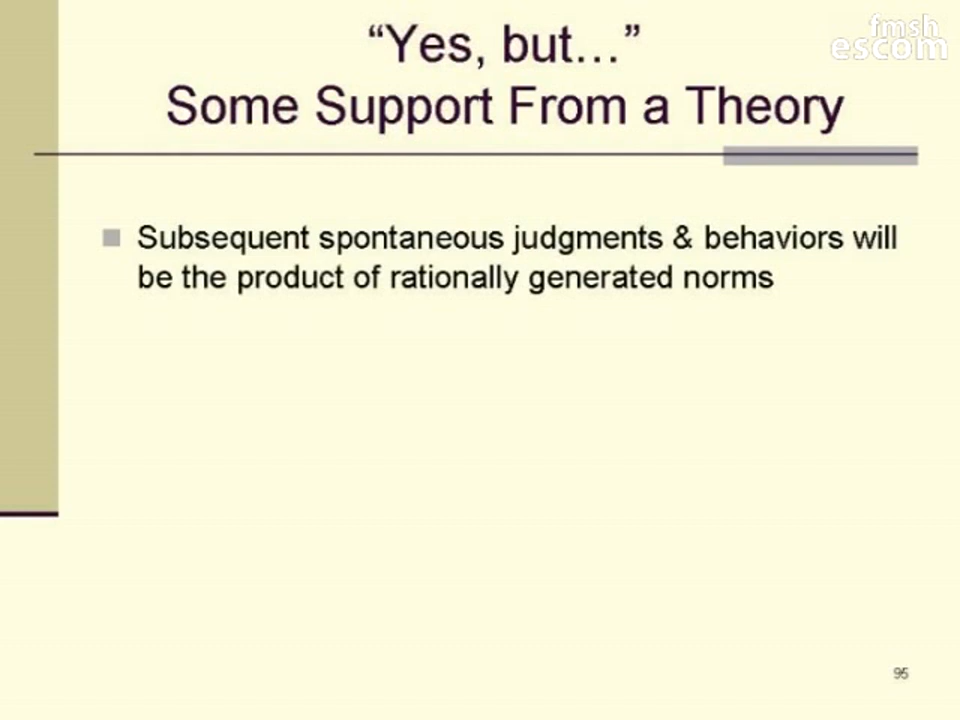 fmsh
escom
“Yes, but…”
Some Support From a Theory
Subsequent spontaneous judgments & behaviors will
be the product of rationally generated norms
95